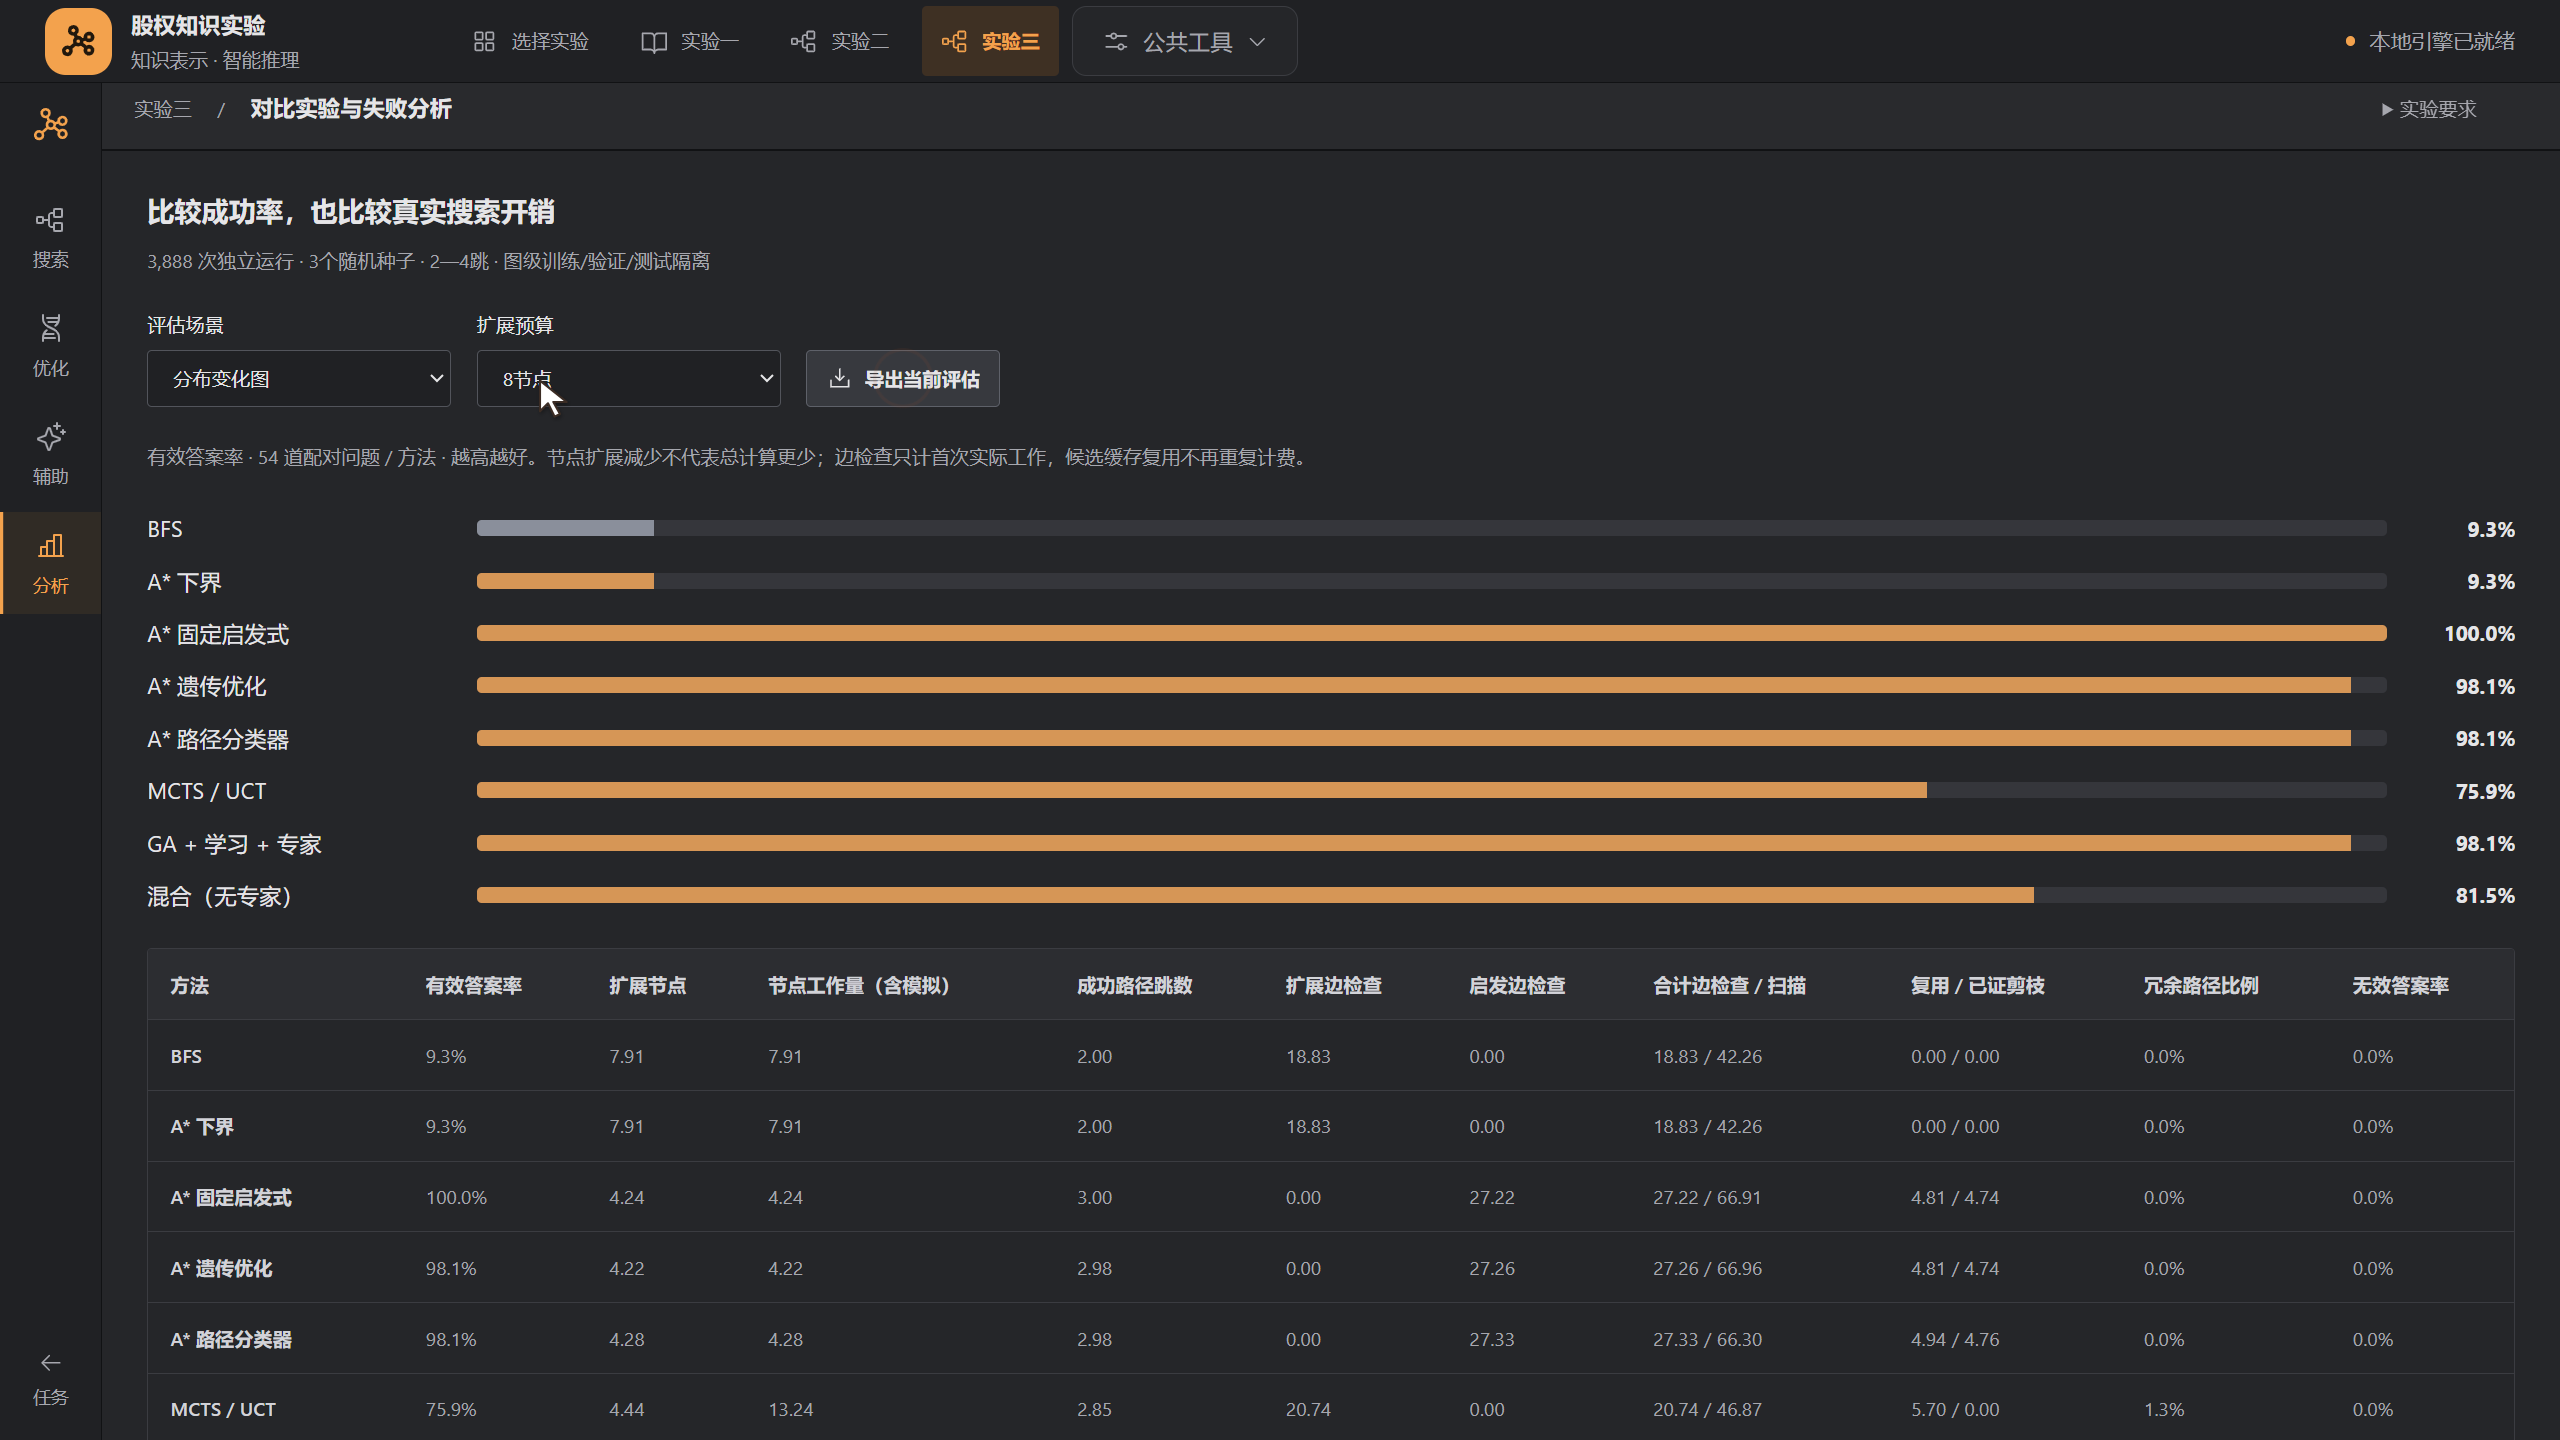 股权知识实验
知识表示 · 智能推理
选择实验
实验一
实验二
实验三
公共工具
本地引擎已就绪
实验三 / 对比实验与失败分析
实验要求
搜索
优化
辅助
分析
任务
比较成功率，也比较真实搜索开销
3,888 次独立运行 · 3个随机种子 · 2—4跳 · 图级训练/验证/测试隔离
评估场景 扩展预算
分布变化图 8节点 导出当前评估
有效答案率 · 54 道配对问题 / 方法 · 越高越好。节点扩展减少不代表总计算更少；边检查只计首次实际工作，候选缓存复用不再重复计费。
BFS 9.3%
A* 下界 9.3%
A* 固定启发式 100.0%
A* 遗传优化 98.1%
A* 路径分类器 98.1%
MCTS / UCT 75.9%
GA + 学习 + 专家 98.1%
混合（无专家） 81.5%
方法 有效答案率 扩展节点 节点工作量（含模拟） 成功路径跳数 扩展边检查 启发边检查 合计边检查 / 扫描 复用 / 已证剪枝 冗余路径比例 无效答案率
BFS 9.3% 7.91 7.91 2.00 18.83 0.00 18.83 / 42.26 0.00 / 0.00 0.0% 0.0%
A* 下界 9.3% 7.91 7.91 2.00 18.83 0.00 18.83 / 42.26 0.00 / 0.00 0.0% 0.0%
A* 固定启发式 100.0% 4.24 4.24 3.00 0.00 27.22 27.22 / 66.91 4.81 / 4.74 0.0% 0.0%
A* 遗传优化 98.1% 4.22 4.22 2.98 0.00 27.26 27.26 / 66.96 4.81 / 4.74 0.0% 0.0%
A* 路径分类器 98.1% 4.28 4.28 2.98 0.00 27.33 27.33 / 66.30 4.94 / 4.76 0.0% 0.0%
MCTS / UCT 75.9% 4.44 13.24 2.85 20.74 0.00 20.74 / 46.87 5.70 / 0.00 1.3% 0.0%